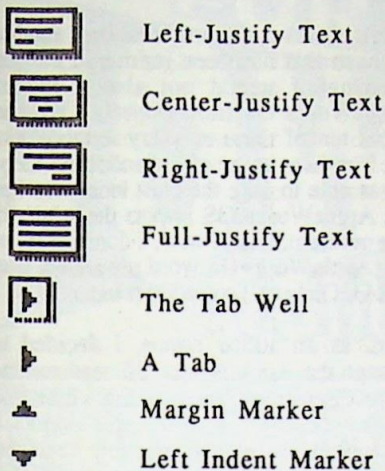 Left-Justify Text
Center-Justify Text
Right-Justify Text
Full-Justify Text
The Tab Well
A Tab
Margin Marker
Left Indent Marker